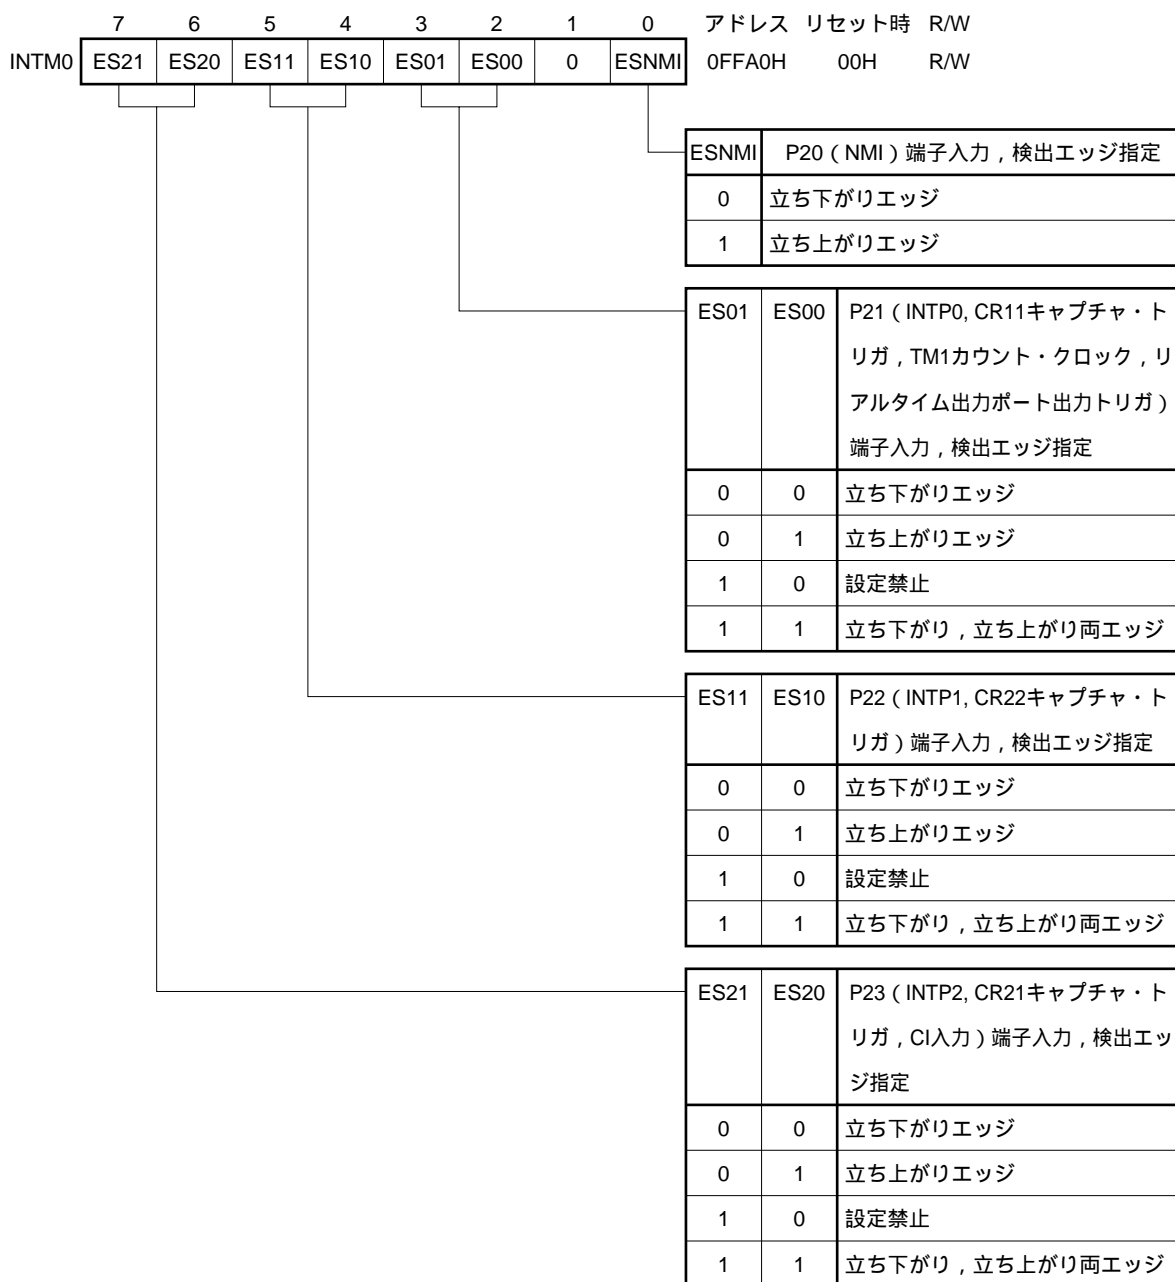 7 6 5 4 3 2 1 0 アドレス リセット時 R/W
INTM0 ES21 ES20 ES11 ES10 ES01 ES00 0 ESNMI 0FFA0H 00H R/W
ESNMI P20（NMI）端子入力，検出エッジ指定
0 立ち下がりエッジ
1 立ち上がりエッジ
ES01 ES00 P21（INTP0, CR11キャプチャ・ト
リガ，TM1カウント・クロック，リ
アルタイム出力ポート出力トリガ）
端子入力，検出エッジ指定
0 0 立ち下がりエッジ
0 1 立ち上がりエッジ
1 0 設定禁止
1 1 立ち下がり，立ち上がり両エッジ
ES11 ES10 P22（INTP1, CR22キャプチャ・ト
リガ）端子入力，検出エッジ指定
0 0 立ち下がりエッジ
0 1 立ち上がりエッジ
1 0 設定禁止
1 1 立ち下がり，立ち上がり両エッジ
ES21 ES20 P23（INTP2, CR21キャプチャ・ト
リガ，CI入力）端子入力，検出エッ
ジ指定
0 0 立ち下がりエッジ
0 1 立ち上がりエッジ
1 0 設定禁止
1 1 立ち下がり，立ち上がり両エッジ